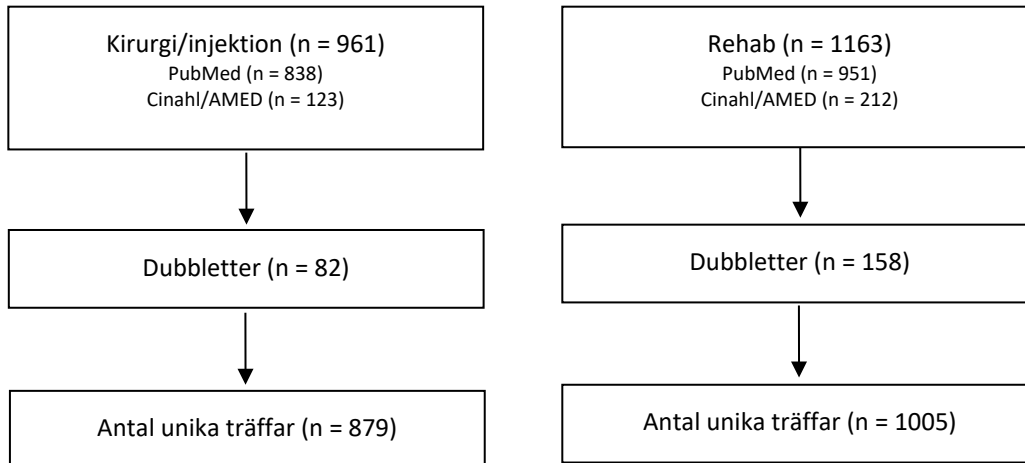 Kirurgi/injektion (n = 961)
PubMed (n = 838)
Cinahl/AMED (n = 123)
Dubbletter (n = 82)
Antal unika träffar (n = 879)
Rehab (n = 1163)
PubMed (n = 951)
Cinahl/AMED (n = 212)
Dubbletter (n = 158)
Antal unika träffar (n = 1005)